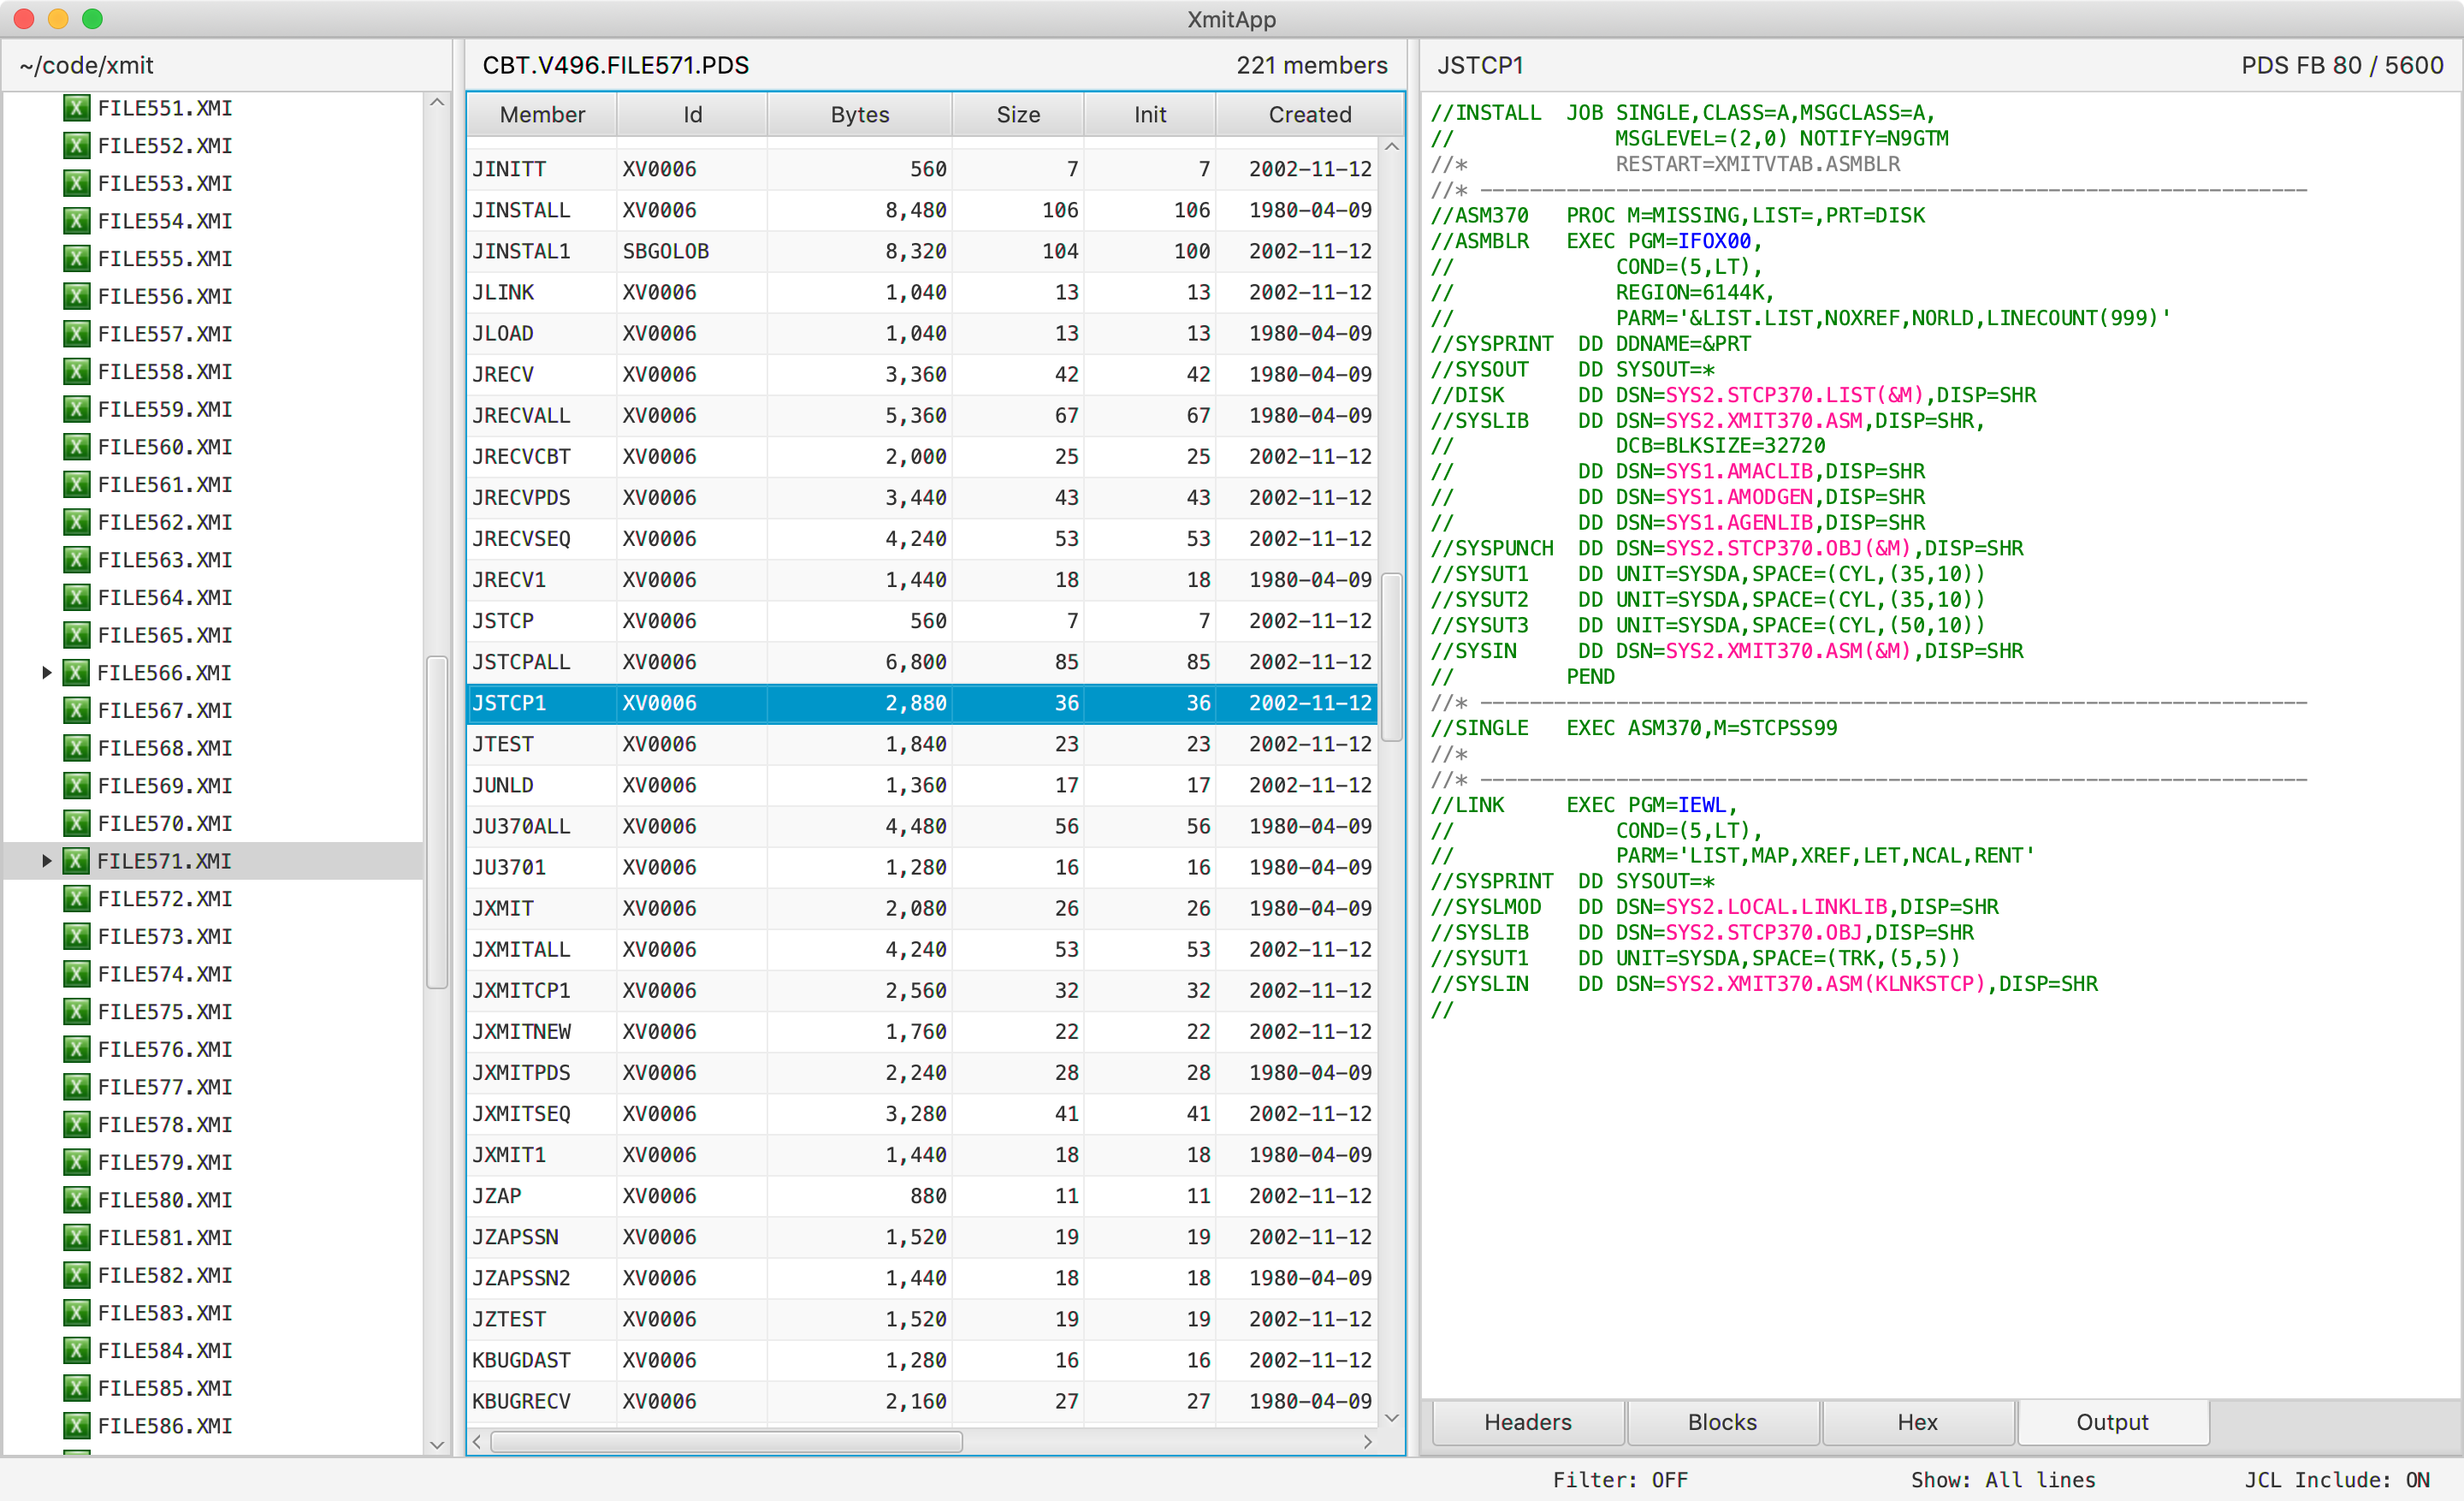 XmitApp
~/code/xmit
FILE551.XMI
FILE552.XMI
FILE553.XMI
FILE554.XMI
FILE555.XMI
FILE556.XMI
FILE557.XMI
FILE558.XMI
FILE559.XMI
FILE560.XMI
FILE561.XMI
FILE562.XMI
FILE563.XMI
FILE564.XMI
FILE565.XMI
FILE566.XMI
FILE567.XMI
FILE568.XMI
FILE569.XMI
FILE570.XMI
FILE571.XMI
FILE572.XMI
FILE573.XMI
FILE574.XMI
FILE575.XMI
FILE576.XMI
FILE577.XMI
FILE578.XMI
FILE579.XMI
FILE580.XMI
FILE581.XMI
FILE582.XMI
FILE583.XMI
FILE584.XMI
FILE585.XMI
FILE586.XMI
CBT.V496.FILE571.PDS 221 members
Member Id Bytes Size Init Created
JINITT XV0006 560 7 7 2002-11-12
JINSTALL XV0006 8,480 106 106 1980-04-09
JINSTAL1 SBGOLOB 8,320 104 100 2002-11-12
JLINK XV0006 1,040 13 13 2002-11-12
JLOAD XV0006 1,040 13 13 1980-04-09
JRECV XV0006 3,360 42 42 1980-04-09
JRECVALL XV0006 5,360 67 67 1980-04-09
JRECVCBT XV0006 2,000 25 25 2002-11-12
JRECVPDS XV0006 3,440 43 43 2002-11-12
JRECVSEQ XV0006 4,240 53 53 2002-11-12
JRECV1 XV0006 1,440 18 18 1980-04-09
JSTCP XV0006 560 7 7 2002-11-12
JSTCPALL XV0006 6,800 85 85 2002-11-12
JSTCP1 XV0006 2,880 36 36 2002-11-12
JTEST XV0006 1,840 23 23 2002-11-12
JUNLD XV0006 1,360 17 17 2002-11-12
JU370ALL XV0006 4,480 56 56 1980-04-09
JU3701 XV0006 1,280 16 16 1980-04-09
JXMIT XV0006 2,080 26 26 1980-04-09
JXMITALL XV0006 4,240 53 53 2002-11-12
JXMITCP1 XV0006 2,560 32 32 2002-11-12
JXMITNEW XV0006 1,760 22 22 2002-11-12
JXMITPDS XV0006 2,240 28 28 1980-04-09
JXMITSEQ XV0006 3,280 41 41 2002-11-12
JXMIT1 XV0006 1,440 18 18 1980-04-09
JZAP XV0006 880 11 11 2002-11-12
JZAPSSN XV0006 1,520 19 19 2002-11-12
JZAPSSN2 XV0006 1,440 18 18 1980-04-09
JZTEST XV0006 1,520 19 19 2002-11-12
KBUGDAST XV0006 1,280 16 16 2002-11-12
KBUGRECV XV0006 2,160 27 27 1980-04-09
JSTCP1 PDS FB 80 / 5600
//INSTALL  JOB SINGLE,CLASS=A,MSGCLASS=A,
//             MSGLEVEL=(2,0) NOTIFY=N9GTM
//*            RESTART=XMITVTAB.ASMBLR
//* -------------------------------------------------------------------
//ASM370   PROC M=MISSING,LIST=,PRT=DISK
//ASMBLR   EXEC PGM=IFOX00,
//             COND=(5,LT),
//             REGION=6144K,
//             PARM='&LIST.LIST,NOXREF,NORLD,LINECOUNT(999)'
//SYSPRINT  DD DDNAME=&PRT
//SYSOUT    DD SYSOUT=*
//DISK      DD DSN=SYS2.STCP370.LIST(&M),DISP=SHR
//SYSLIB    DD DSN=SYS2.XMIT370.ASM,DISP=SHR,
//             DCB=BLKSIZE=32720
//          DD DSN=SYS1.AMACLIB,DISP=SHR
//          DD DSN=SYS1.AMODGEN,DISP=SHR
//          DD DSN=SYS1.AGENLIB,DISP=SHR
//SYSPUNCH  DD DSN=SYS2.STCP370.OBJ(&M),DISP=SHR
//SYSUT1    DD UNIT=SYSDA,SPACE=(CYL,(35,10))
//SYSUT2    DD UNIT=SYSDA,SPACE=(CYL,(35,10))
//SYSUT3    DD UNIT=SYSDA,SPACE=(CYL,(50,10))
//SYSIN     DD DSN=SYS2.XMIT370.ASM(&M),DISP=SHR
//         PEND
//* -------------------------------------------------------------------
//SINGLE   EXEC ASM370,M=STCPSS99
//*
//* -------------------------------------------------------------------
//LINK     EXEC PGM=IEWL,
//             COND=(5,LT),
//             PARM='LIST,MAP,XREF,LET,NCAL,RENT'
//SYSPRINT  DD SYSOUT=*
//SYSLMOD   DD DSN=SYS2.LOCAL.LINKLIB,DISP=SHR
//SYSLIB    DD DSN=SYS2.STCP370.OBJ,DISP=SHR
//SYSUT1    DD UNIT=SYSDA,SPACE=(TRK,(5,5))
//SYSLIN    DD DSN=SYS2.XMIT370.ASM(KLNKSTCP),DISP=SHR
//
Headers Blocks Hex Output
Filter: OFF Show: All lines JCL Include: ON